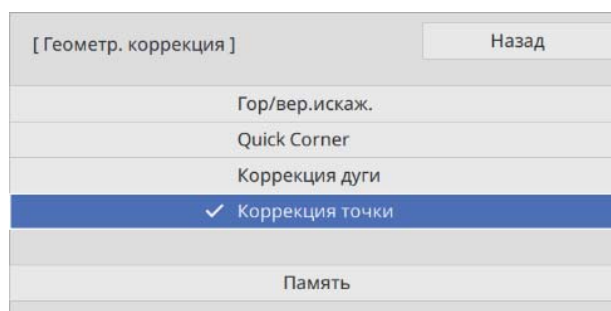 [ Геометр. коррекция ] Назад
Гор/вер.искаж.
Quick Corner
Коррекция дуги
✓ Коррекция точки
Память